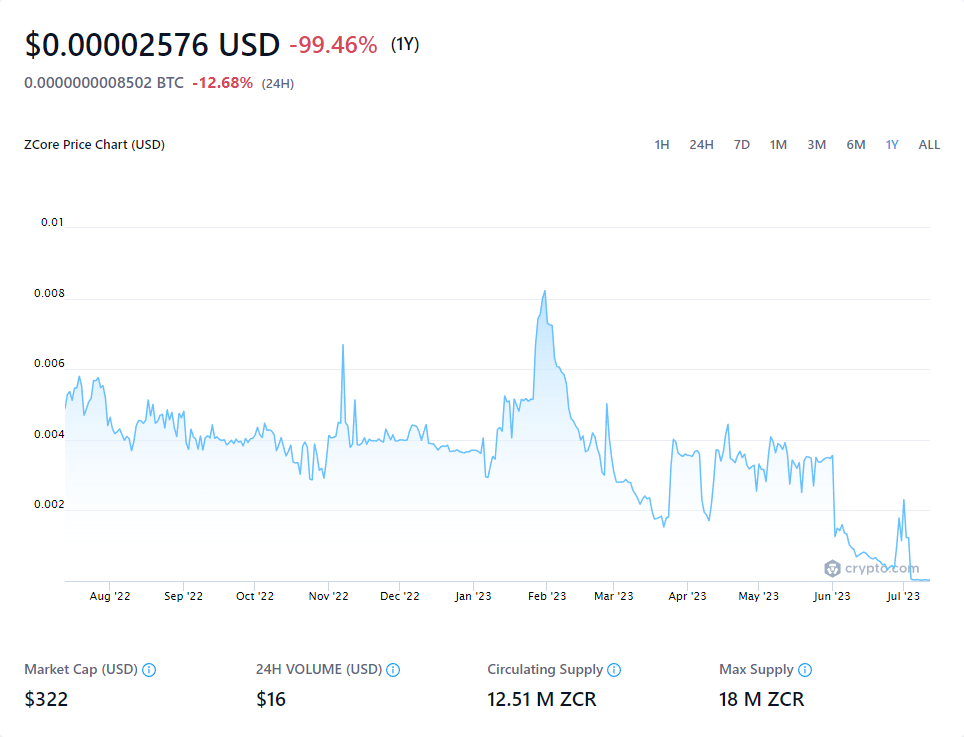 $0.00002576 USD -99.46% (1Y)
0.0000000008502 BTC -12.68% (24H)
ZCore Price Chart (USD) 1H 24H 7D 1M 3M 6M 1Y ALL
0.01
0.008
0.006
0.004
0.002
crypto.com
Aug '22 Sep '22 Oct '22 Nov '22 Dec '22 Jan '23 Feb '23 Mar '23 Apr '23 May '23 Jun '23 Jul '23
Market Cap (USD) 24H VOLUME (USD) Circulating Supply Max Supply
$322 $16 12.51 M ZCR 18 M ZCR